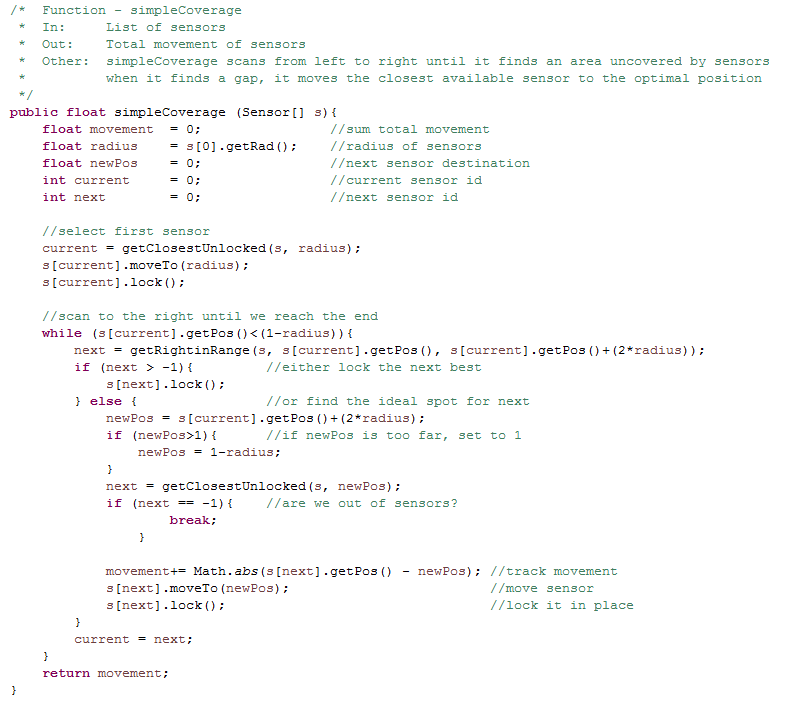 /*  Function - simpleCoverage
 *  In:     List of sensors
 *  Out:    Total movement of sensors
 *  Other:  simpleCoverage scans from left to right until it finds an area uncovered by sensors
 *          when it finds a gap, it moves the closest available sensor to the optimal position
 */
public float simpleCoverage (Sensor[] s){
    float movement  = 0;                //sum total movement
    float radius    = s[0].getRad();    //radius of sensors
    float newPos    = 0;                //next sensor destination
    int current     = 0;                //current sensor id
    int next        = 0;                //next sensor id

    //select first sensor
    current = getClosestUnlocked(s, radius);
    s[current].moveTo(radius);
    s[current].lock();

    //scan to the right until we reach the end
    while (s[current].getPos()<(1-radius)){
        next = getRightinRange(s, s[current].getPos(), s[current].getPos()+(2*radius));
        if (next > -1){         //either lock the next best
            s[next].lock();
        } else {                //or find the ideal spot for next
            newPos = s[current].getPos()+(2*radius);
            if (newPos>1){      //if newPos is too far, set to 1
                newPos = 1-radius;
            }
            next = getClosestUnlocked(s, newPos);
            if (next == -1){    //are we out of sensors?
                    break;
                }

            movement+= Math.abs(s[next].getPos() - newPos); //track movement
            s[next].moveTo(newPos);                         //move sensor
            s[next].lock();                                 //lock it in place
        }
        current = next;
    }
    return movement;
}